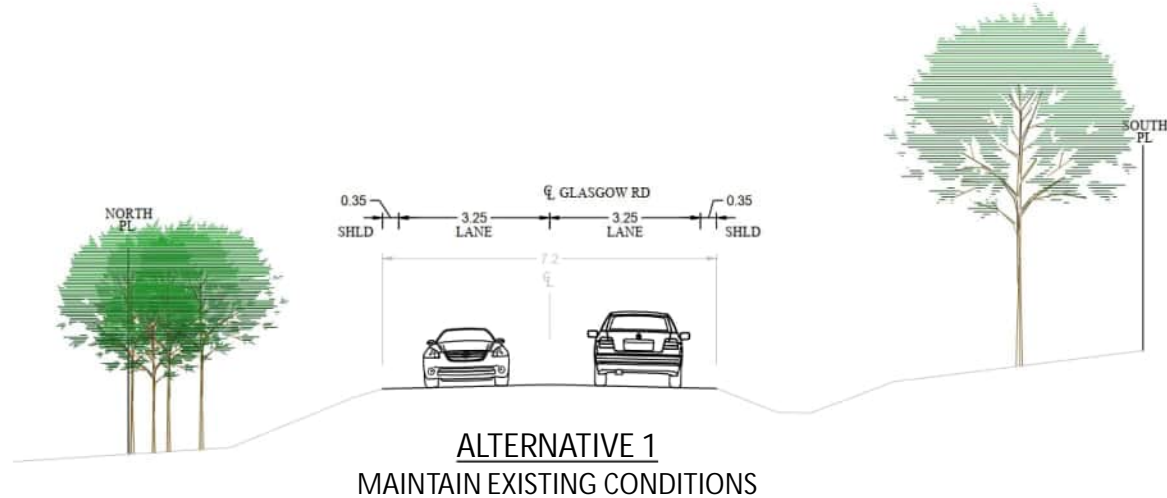 SOUTH
PL
℄ GLASGOW RD
0.35 3.25 3.25 0.35
SHLD LANE LANE SHLD
NORTH
PL
7.2
℄
ALTERNATIVE 1
MAINTAIN EXISTING CONDITIONS